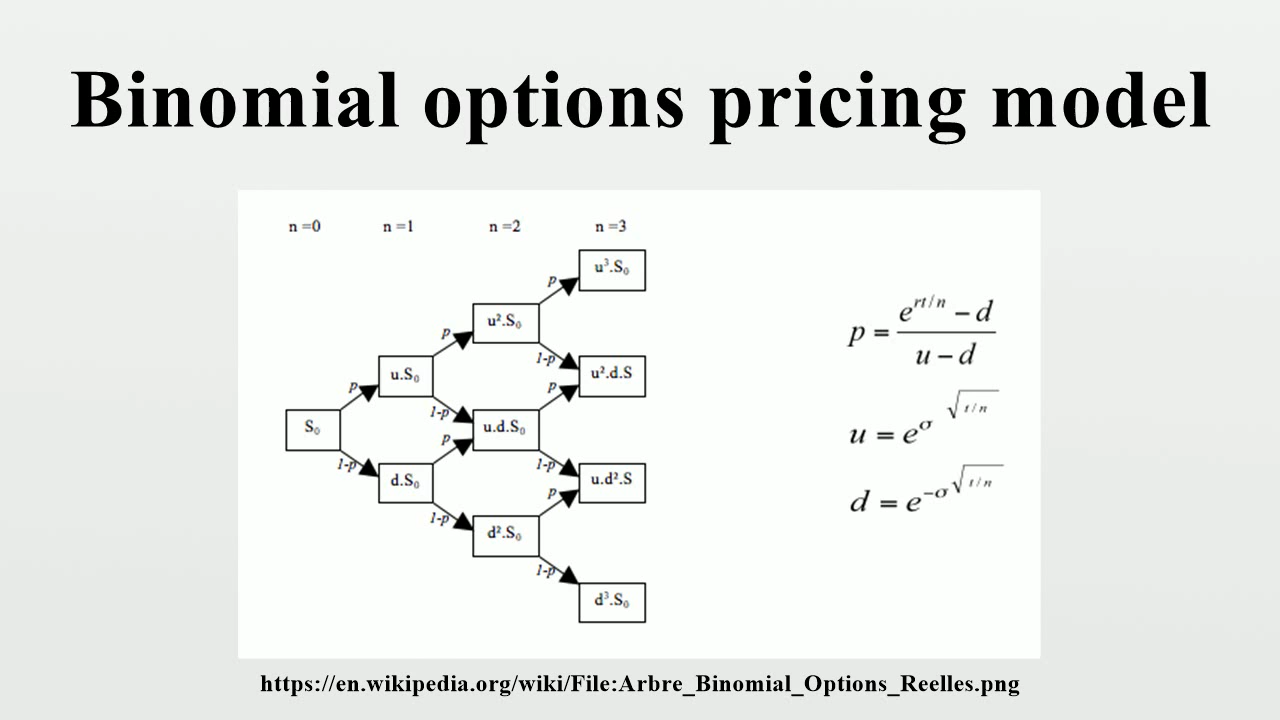 Binomial options pricing model
n =0 n =1 n =2 n =3
u³.S₀
p
u².S₀
p 1-p
u.S₀ u².d.S
p 1-p p
S₀ u.d.S₀
1-p p 1-p
d.S₀ u.d².S
1-p p
d².S₀
1-p
d³.S₀
p = (e^{rt/n} − d) / (u − d)
u = e^{σ√(t/n)}
d = e^{−σ√(t/n)}
https://en.wikipedia.org/wiki/File:Arbre_Binomial_Options_Reelles.png